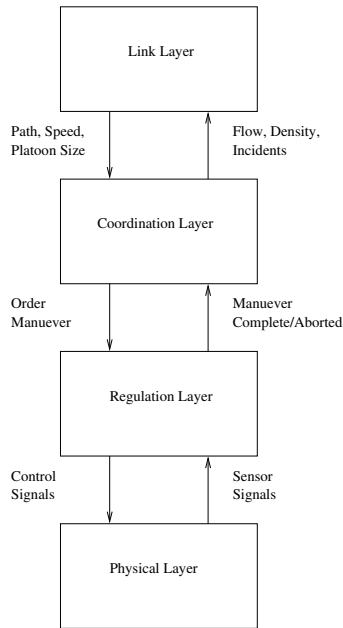 Link Layer
Path, Speed,
Platoon Size
Flow, Density,
Incidents
Coordination Layer
Order
Manuever
Manuever
Complete/Aborted
Regulation Layer
Control
Signals
Sensor
Signals
Physical Layer